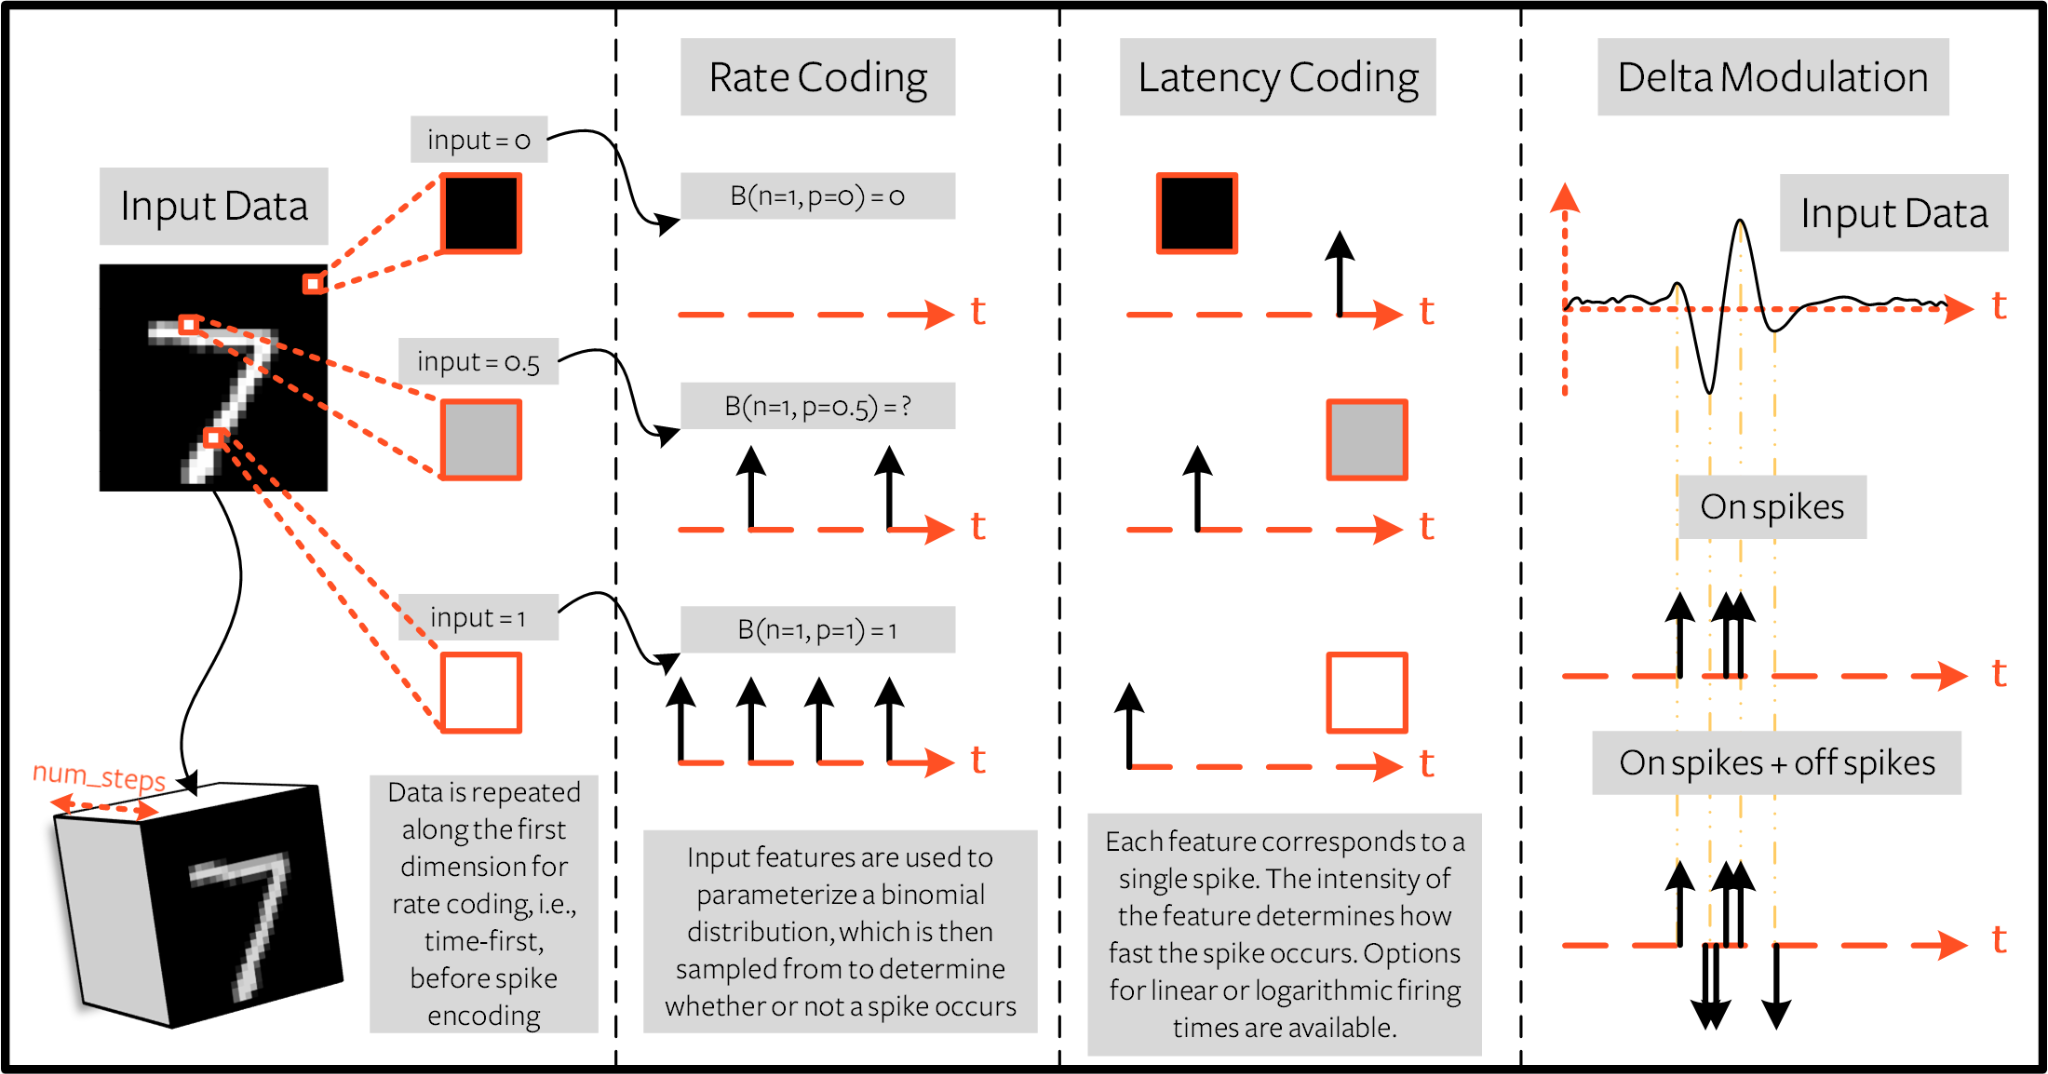 Input Data
input = 0
input = 0.5
input = 1
num_steps
Data is repeated
along the first
dimension for
rate coding, i.e.,
time-first,
before spike
encoding
Rate Coding
B(n=1, p=0) = 0
t
B(n=1, p=0.5) = ?
t
B(n=1, p=1) = 1
t
Input features are used to
parameterize a binomial
distribution, which is then
sampled from to determine
whether or not a spike occurs
Latency Coding
t
t
t
Each feature corresponds to a
single spike. The intensity of
the feature determines how
fast the spike occurs. Options
for linear or logarithmic firing
times are available.
Delta Modulation
Input Data
t
On spikes
t
On spikes + off spikes
t